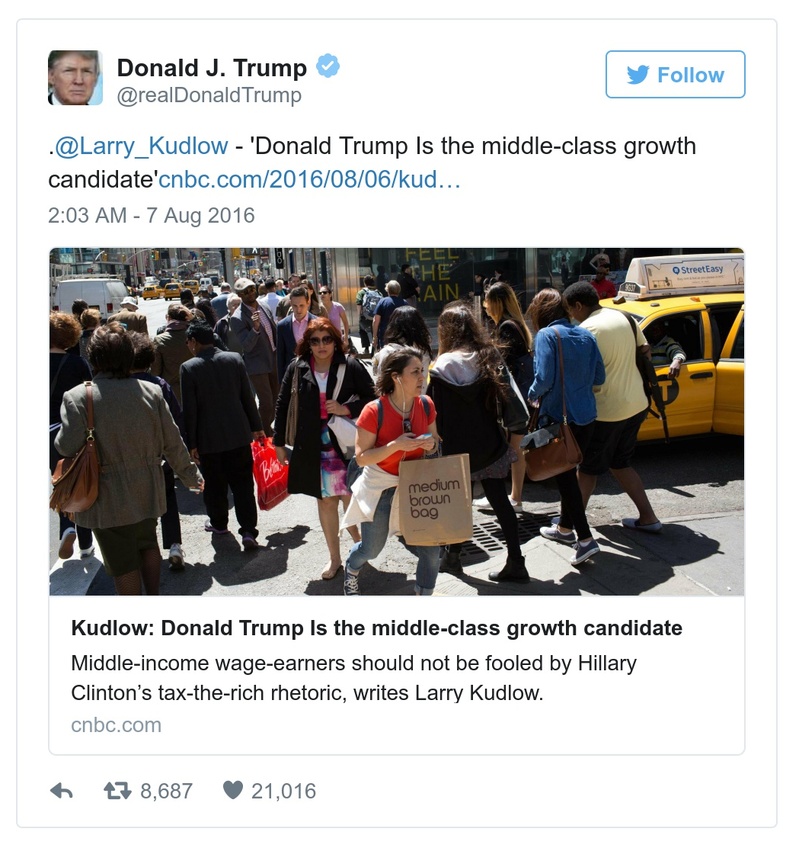 Donald J. Trump
@realDonaldTrump
Follow
.@Larry_Kudlow - 'Donald Trump Is the middle-class growth
candidate'cnbc.com/2016/08/06/kud…
2:03 AM - 7 Aug 2016
FEEL
THE
StreetEasy
medium
brown
bag
Kudlow: Donald Trump Is the middle-class growth candidate
Middle-income wage-earners should not be fooled by Hillary
Clinton’s tax-the-rich rhetoric, writes Larry Kudlow.
cnbc.com
8,687
21,016